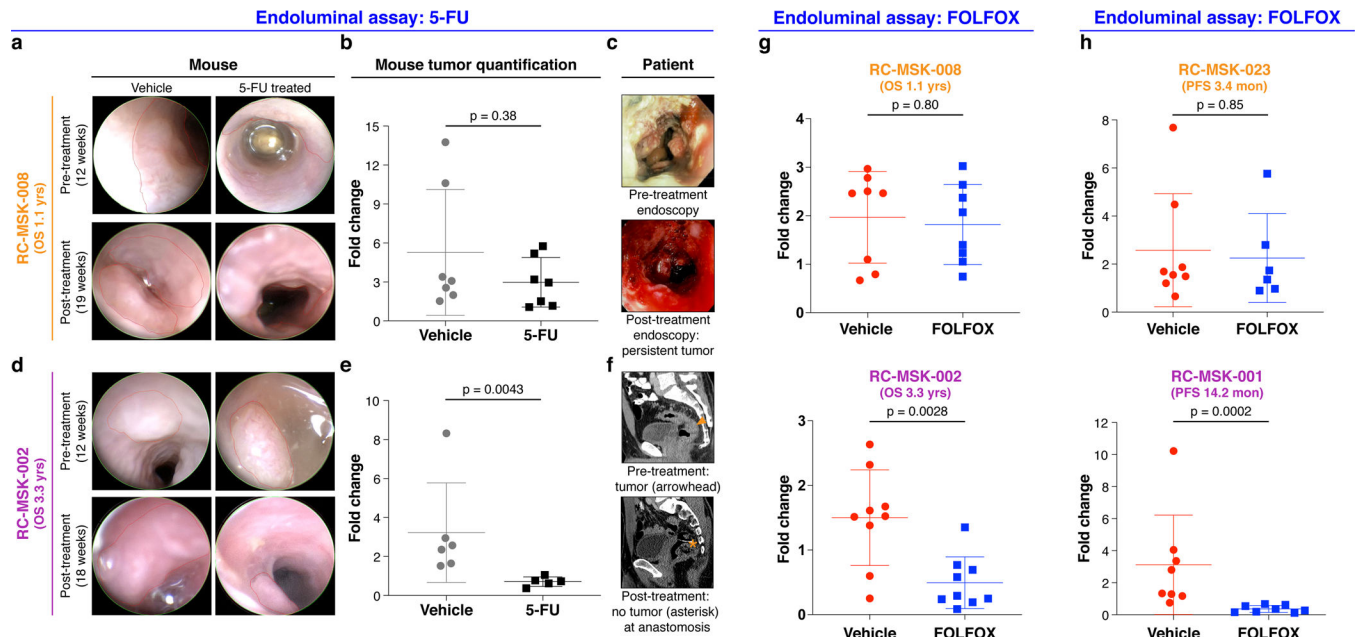 Endoluminal assay: 5-FU
a
Mouse
Vehicle
5-FU treated
RC-MSK-008
(OS 1.1 yrs)
Pre-treatment
(12 weeks)
Post-treatment
(19 weeks)
b
Mouse tumor quantification
p = 0.38
Fold change
15
12
9
6
3
0
Vehicle
5-FU
c
Patient
Pre-treatment
endoscopy
Post-treatment
endoscopy:
persistent tumor
d
RC-MSK-002
(OS 3.3 yrs)
Pre-treatment
(12 weeks)
Post-treatment
(18 weeks)
e
p = 0.0043
Fold change
10
8
6
4
2
0
Vehicle
5-FU
f
Pre-treatment:
tumor (arrowhead)
Post-treatment:
no tumor (asterisk)
at anastomosis
Endoluminal assay: FOLFOX
g
RC-MSK-008
(OS 1.1 yrs)
p = 0.80
Fold change
4
3
2
1
0
Vehicle
FOLFOX
RC-MSK-002
(OS 3.3 yrs)
p = 0.0028
Fold change
3
2
1
0
Vehicle
FOLFOX
Endoluminal assay: FOLFOX
h
RC-MSK-023
(PFS 3.4 mon)
p = 0.85
Fold change
8
6
4
2
0
Vehicle
FOLFOX
RC-MSK-001
(PFS 14.2 mon)
p = 0.0002
Fold change
12
10
8
6
4
2
0
Vehicle
FOLFOX